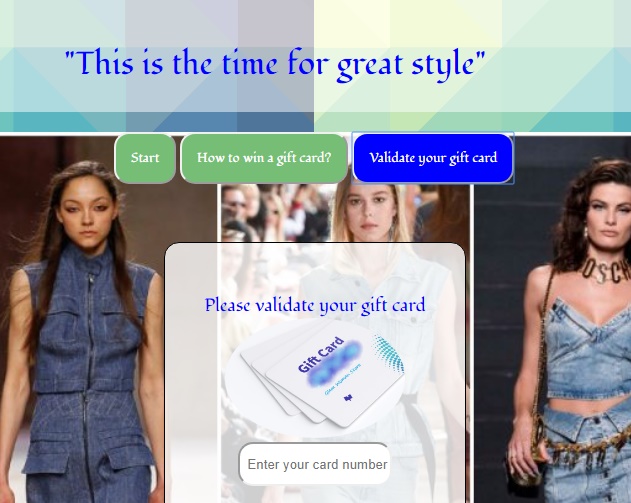 "This is the time for great style"
Start
How to win a gift card?
Validate your gift card
Please validate your gift card
Gift Card
Enter your card number